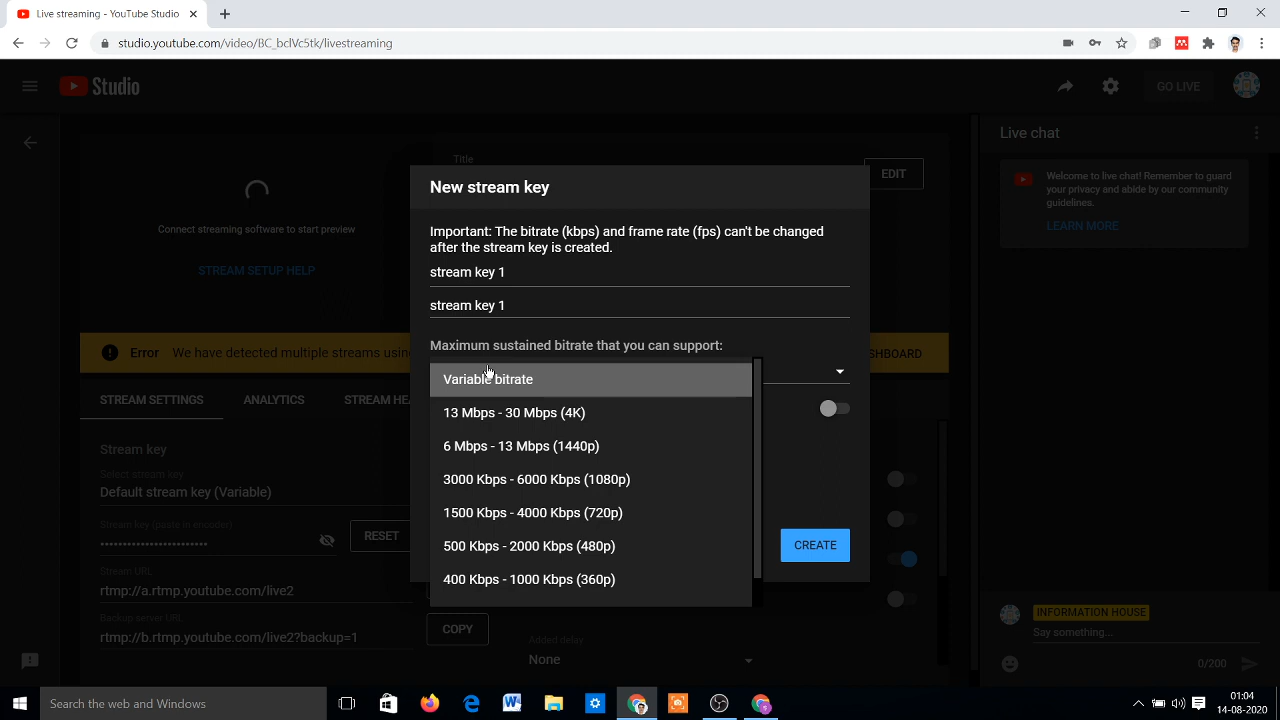 Live streaming - YouTube Studio
studio.youtube.com/video/8C_bclVc5tk/livestreaming
Studio
GO LIVE
Title
EDIT
Live chat
Connect streaming software to start preview
STREAM SETUP HELP
New stream key
Important: The bitrate (kbps) and frame rate (fps) can't be changed
after the stream key is created.
stream key 1
stream key 1
Maximum sustained bitrate that you can support:
Variable bitrate
13 Mbps - 30 Mbps (4K)
6 Mbps - 13 Mbps (1440p)
3000 Kbps - 6000 Kbps (1080p)
1500 Kbps - 4000 Kbps (720p)
500 Kbps - 2000 Kbps (480p)
400 Kbps - 1000 Kbps (360p)
CREATE
Welcome to live chat! Remember to guard
your privacy and abide by our community
guidelines.
LEARN MORE
Error We have detected multiple streams usin
SHBOARD
STREAM SETTINGS
ANALYTICS
STREAM HEA
Stream key
Select stream key
Default stream key (Variable)
Stream key (paste in encoder)
RESET
Stream URL
rtmp://a.rtmp.youtube.com/live2
Backup server URL
rtmp://b.rtmp.youtube.com/live2?backup=1
COPY
Added delay
None
INFORMATION HOUSE
Say something...
0/200
Search the web and Windows
01:04
14-08-2020